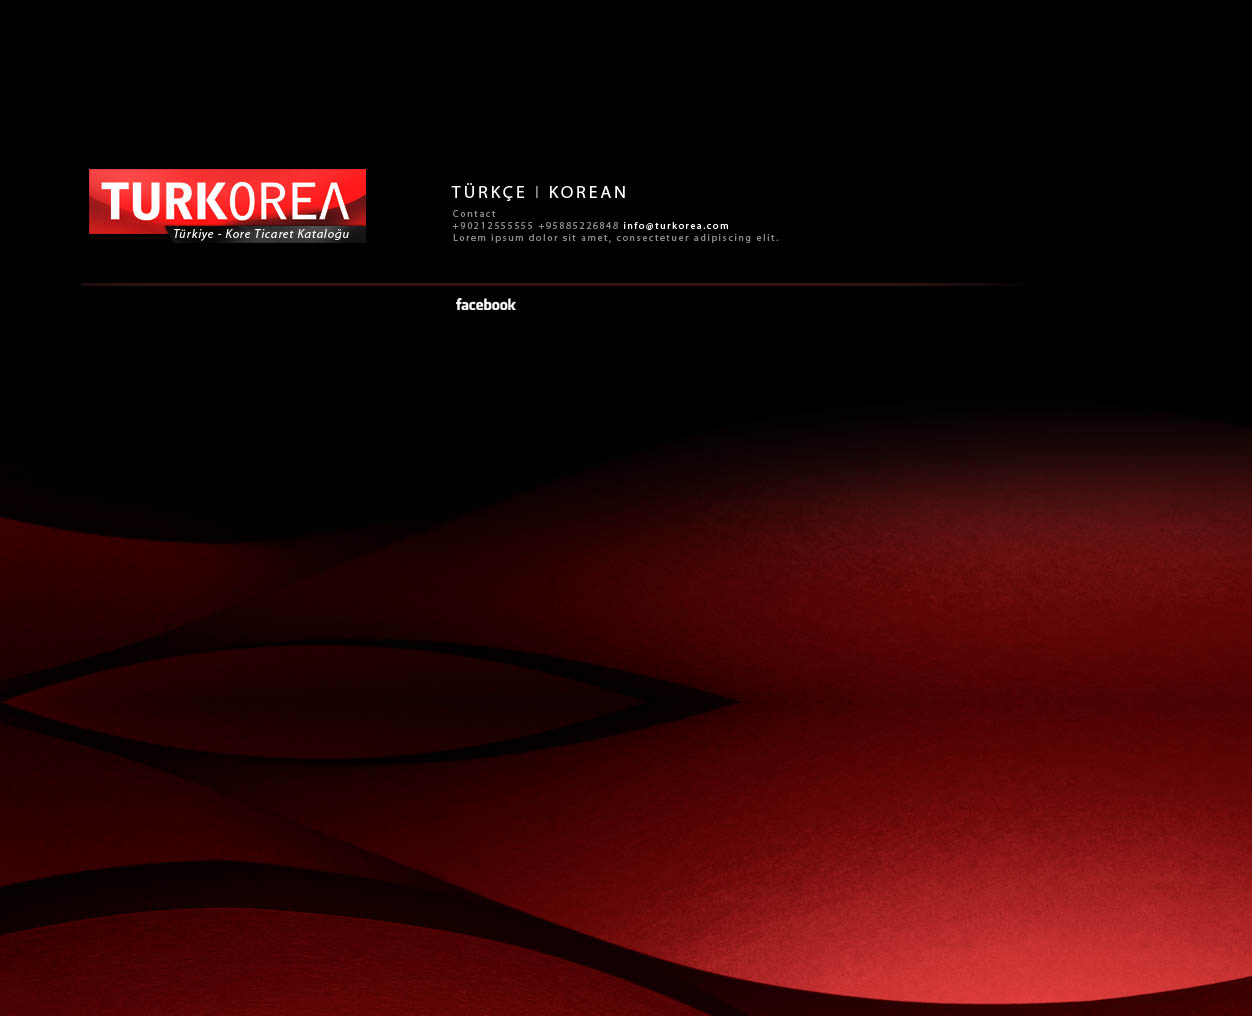 TURKOREA
Türkiye - Kore Ticaret Kataloğu
TÜRKÇE | KOREAN
Contact
+90212555555 +95885226848 info@turkorea.com
Lorem ipsum dolor sit amet, consectetuer adipiscing elit.
facebook